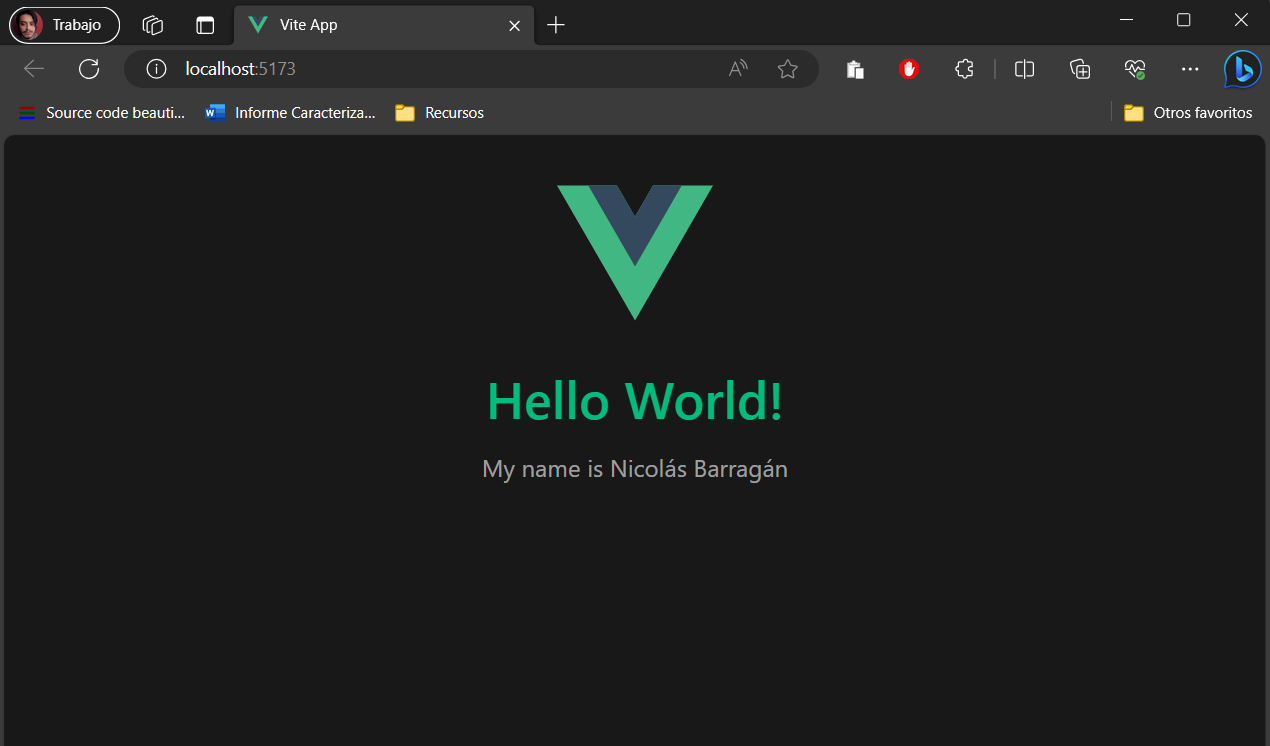 Trabajo
Vite App
localhost:5173
Source code beauti...
Informe Caracteriza...
Recursos
Otros favoritos
Hello World!
My name is Nicolás Barragán